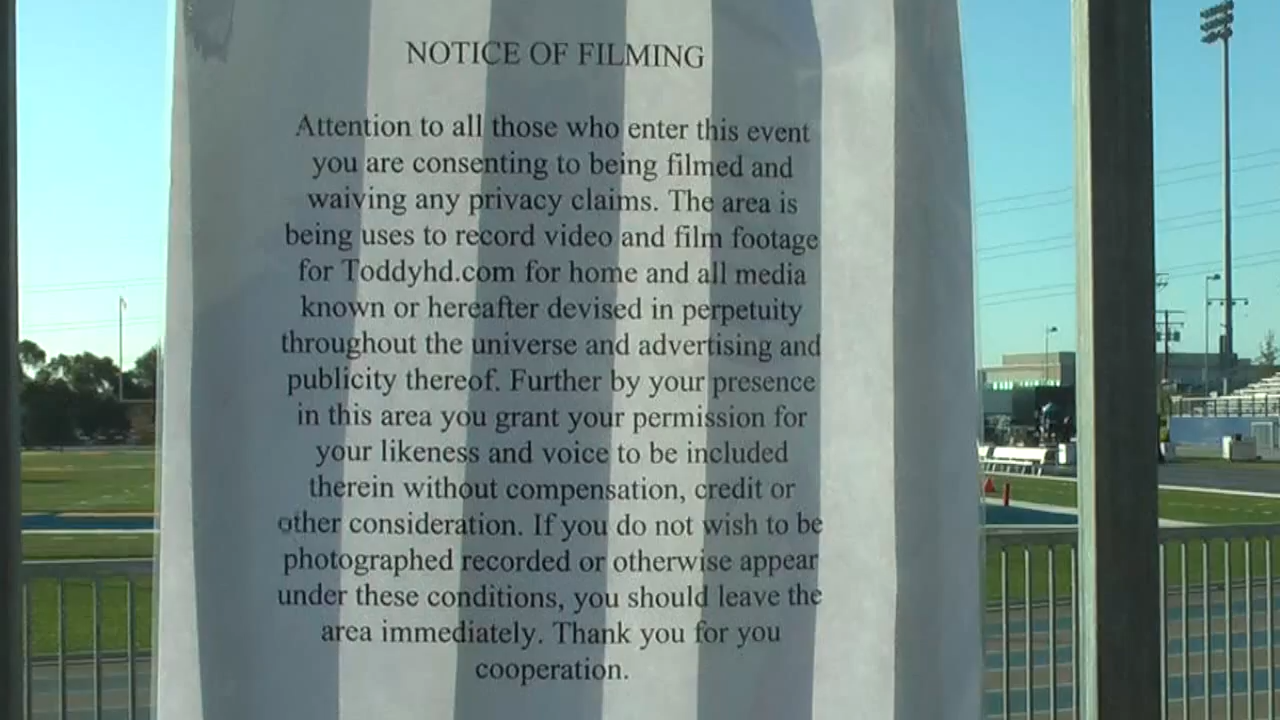 NOTICE OF FILMING
Attention to all those who enter this event
you are consenting to being filmed and
waiving any privacy claims. The area is
being uses to record video and film footage
for Toddyhd.com for home and all media
known or hereafter devised in perpetuity
throughout the universe and advertising and
publicity thereof. Further by your presence
in this area you grant your permission for
your likeness and voice to be included
therein without compensation, credit or
other consideration. If you do not wish to be
photographed recorded or otherwise appear
under these conditions, you should leave the
area immediately. Thank you for you
cooperation.